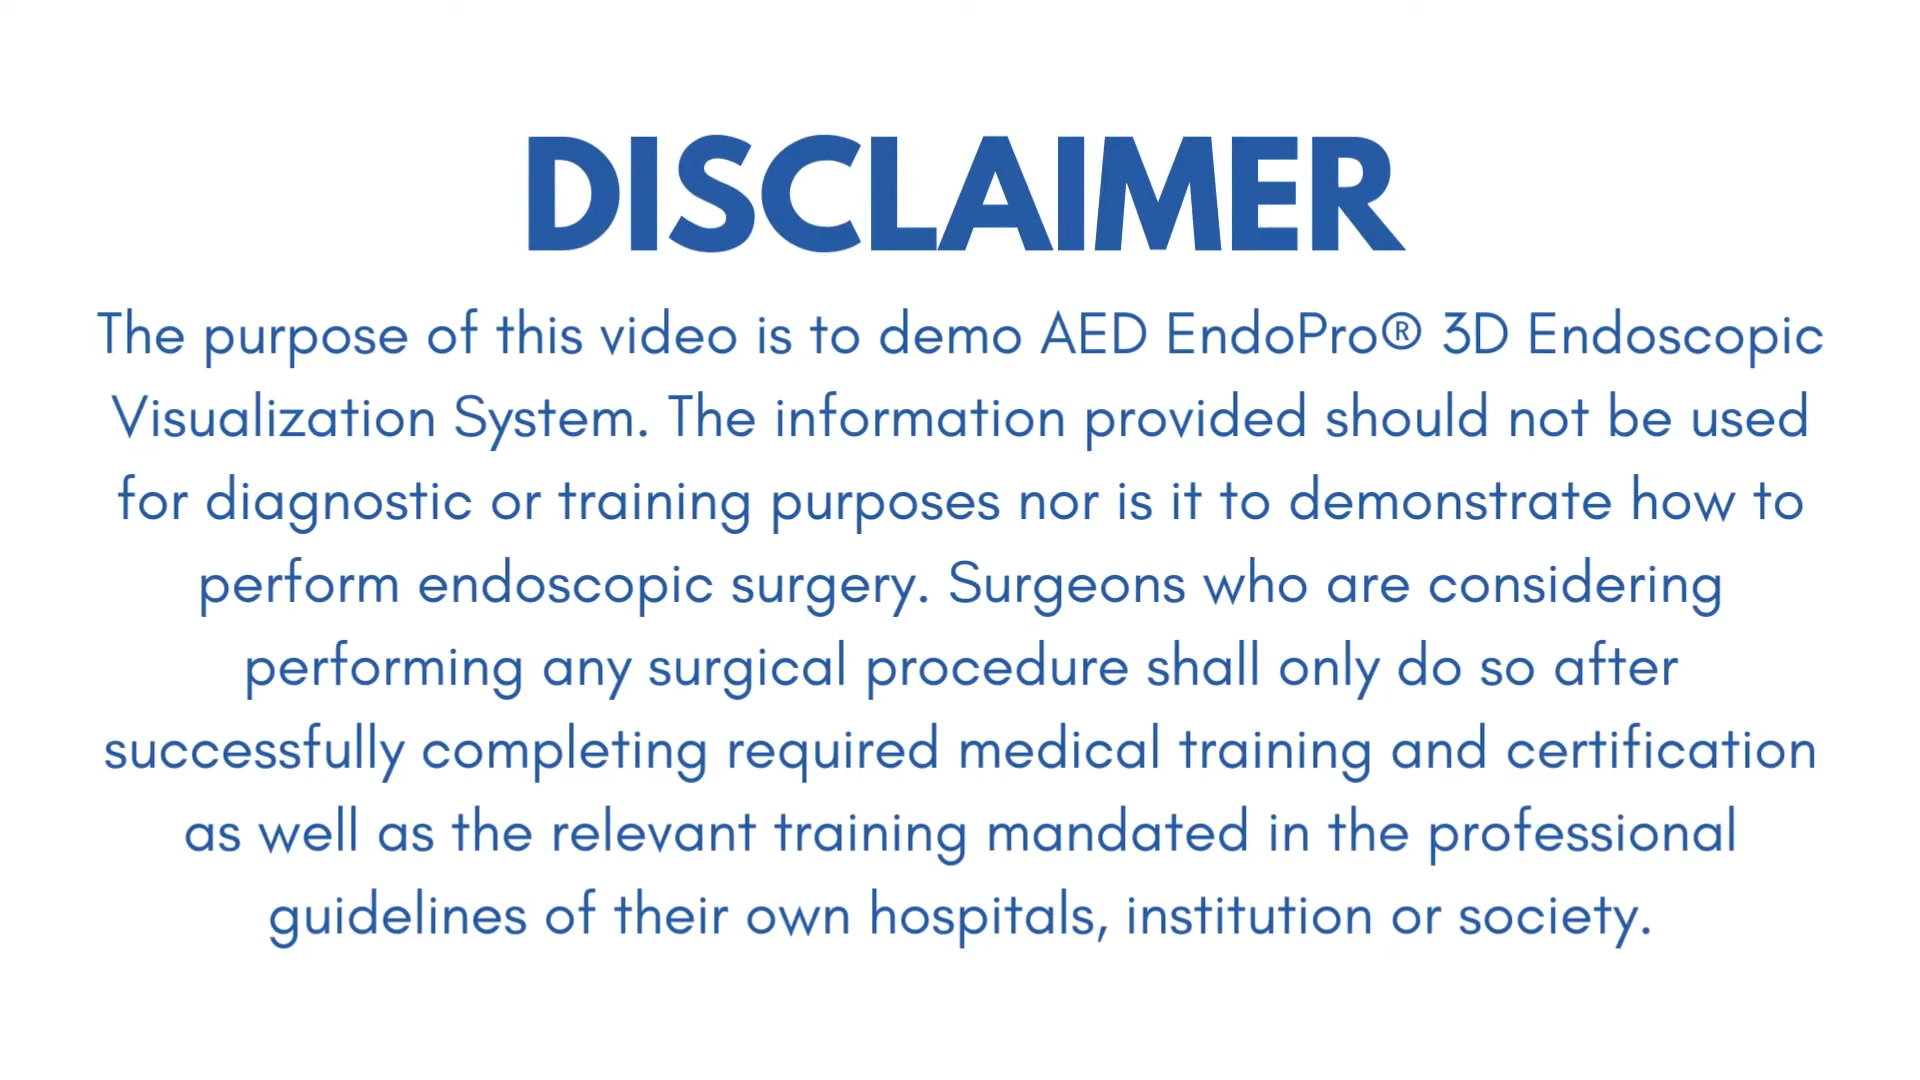 DISCLAIMER
The purpose of this video is to demo AED EndoPro® 3D Endoscopic
Visualization System. The information provided should not be used
for diagnostic or training purposes nor is it to demonstrate how to
perform endoscopic surgery. Surgeons who are considering
performing any surgical procedure shall only do so after
successfully completing required medical training and certification
as well as the relevant training mandated in the professional
guidelines of their own hospitals, institution or society.